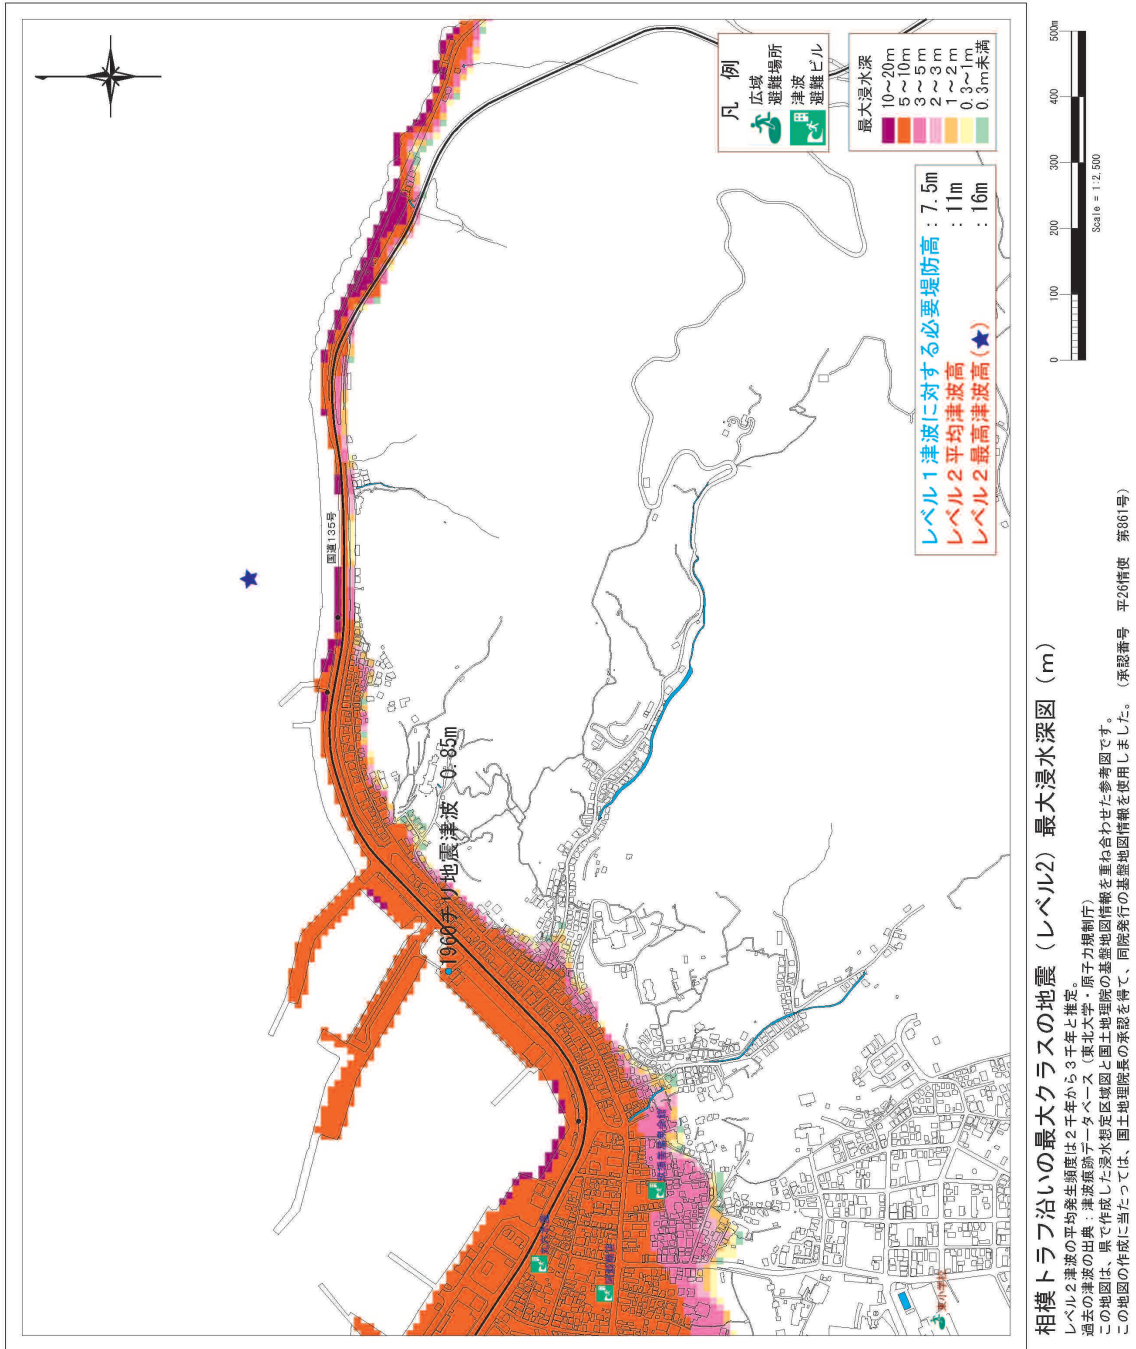 相模トラフ沿いの最大クラスの地震（レベル2）最大浸水深図（m）
レベル２津波の平均発生頻度は２千年から３千年と推定。
過去の津波の出典：津波痕跡データベース（東北大学・原子力規制庁）
この地図は、県で作成した浸水想定区域図と国土地理院の基盤地図情報を重ね合わせた参考図です。
この地図の作成に当たっては、国土地理院長の承認を得て、同院発行の基盤地図情報を使用しました。（承認番号　平26情使　第861号）
凡　例
広域
避難場所
津波
避難ビル
最大浸水深
10～20m
5～10m
3～5m
2～3m
1～2m
0.3～1m
0.3m未満
レベル１津波に対する必要堤防高：7.5m
レベル２平均津波高：11m
レベル２最高津波高(★)：16m
国道135号
1960チリ地震津波 0.85m
東小学校
0 100 200 300 400 500m
Scale = 1:2,500